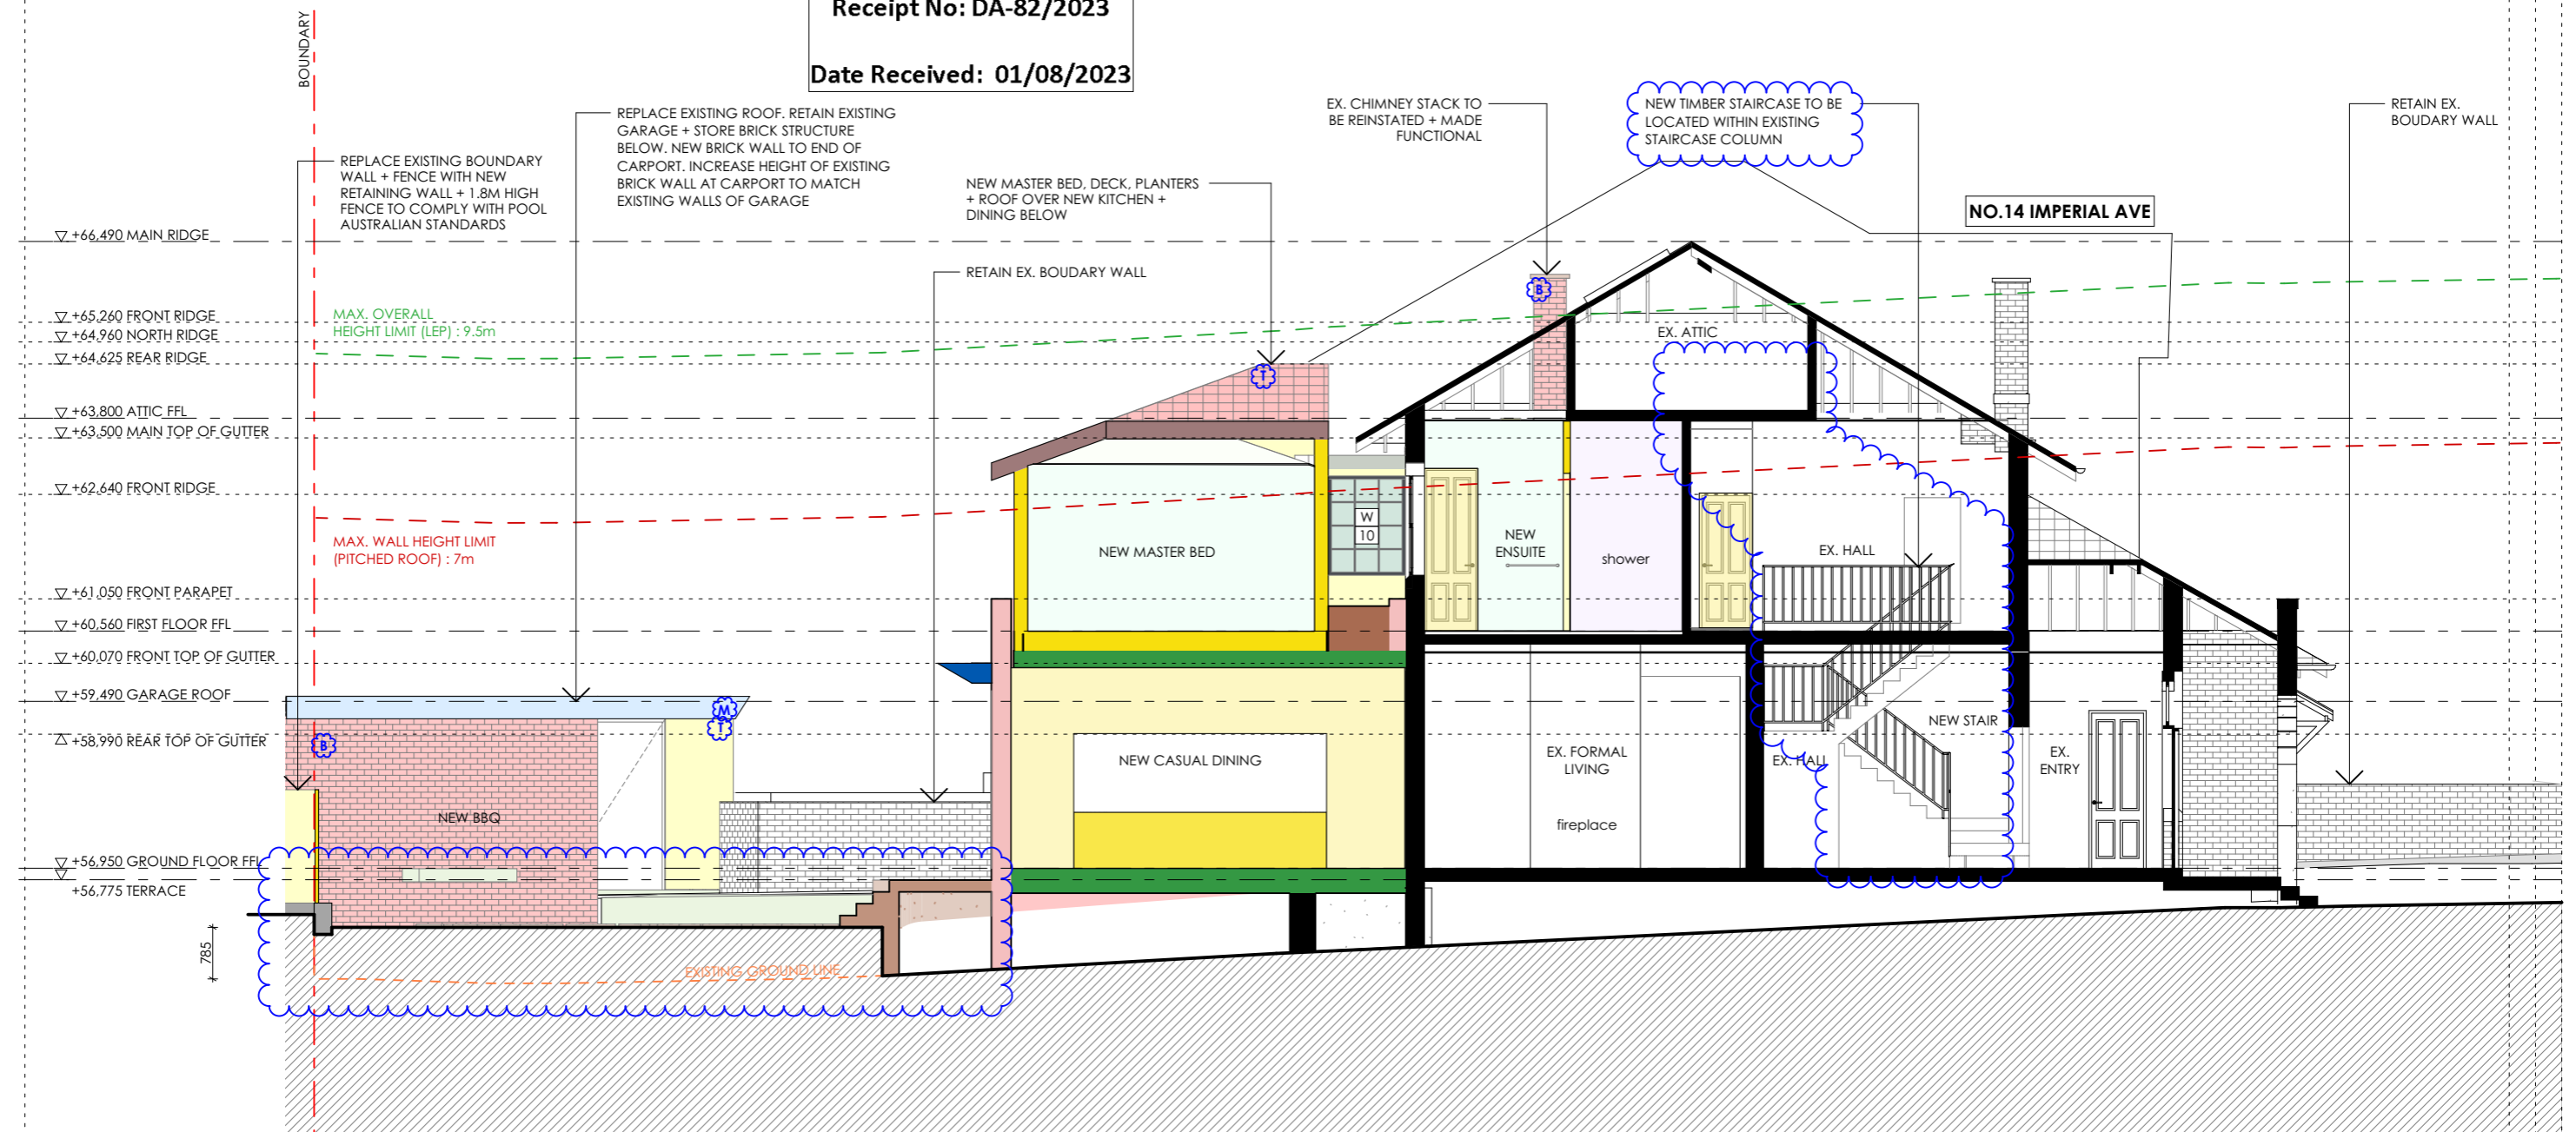 Receipt No: DA-82/2023
Date Received: 01/08/2023
BOUNDARY
REPLACE EXISTING BOUNDARY
WALL + FENCE WITH NEW
RETAINING WALL + 1.8M HIGH
FENCE TO COMPLY WITH POOL
AUSTRALIAN STANDARDS
REPLACE EXISTING ROOF. RETAIN EXISTING
GARAGE + STORE BRICK STRUCTURE
BELOW. NEW BRICK WALL TO END OF
CARPORT. INCREASE HEIGHT OF EXISTING
BRICK WALL AT CARPORT TO MATCH
EXISTING WALLS OF GARAGE
NEW MASTER BED, DECK, PLANTERS
+ ROOF OVER NEW KITCHEN +
DINING BELOW
RETAIN EX. BOUDARY WALL
EX. CHIMNEY STACK TO
BE REINSTATED + MADE
FUNCTIONAL
NEW TIMBER STAIRCASE TO BE
LOCATED WITHIN EXISTING
STAIRCASE COLUMN
NO.14 IMPERIAL AVE
RETAIN EX.
BOUDARY WALL
+66,490 MAIN RIDGE
+65,260 FRONT RIDGE
+64,960 NORTH RIDGE
+64,625 REAR RIDGE
+63,800 ATTIC FFL
+63,500 MAIN TOP OF GUTTER
+62,640 FRONT RIDGE
+61,050 FRONT PARAPET
+60,560 FIRST FLOOR FFL
+60,070 FRONT TOP OF GUTTER
+59,490 GARAGE ROOF
+58,990 REAR TOP OF GUTTER
+56,950 GROUND FLOOR FFL
+56,775 TERRACE
MAX. OVERALL
HEIGHT LIMIT (LEP) : 9.5m
MAX. WALL HEIGHT LIMIT
(PITCHED ROOF) : 7m
B
T
EX. ATTIC
NEW MASTER BED
W
10
NEW
ENSUITE
shower
EX. HALL
M
T
B
NEW BBQ
NEW CASUAL DINING
EX. FORMAL
LIVING
fireplace
EX. HALL
NEW STAIR
EX.
ENTRY
785
EXISTING GROUND LINE